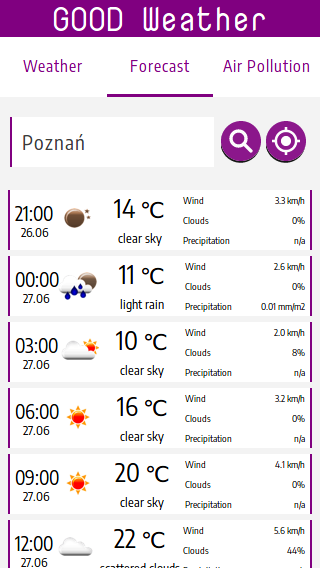 GOOD Weather
Weather Forecast Air Pollution
Poznań
21:00
26.06
14 °C
clear sky
Wind 3.3 km/h
Clouds 0%
Precipitation n/a
00:00
27.06
11 °C
light rain
Wind 2.6 km/h
Clouds 0%
Precipitation 0.01 mm/m2
03:00
27.06
10 °C
clear sky
Wind 2.0 km/h
Clouds 8%
Precipitation n/a
06:00
27.06
16 °C
clear sky
Wind 3.2 km/h
Clouds 0%
Precipitation n/a
09:00
27.06
20 °C
clear sky
Wind 4.1 km/h
Clouds 0%
Precipitation n/a
12:00
27.06
22 °C
scattered clouds
Wind 5.6 km/h
Clouds 44%